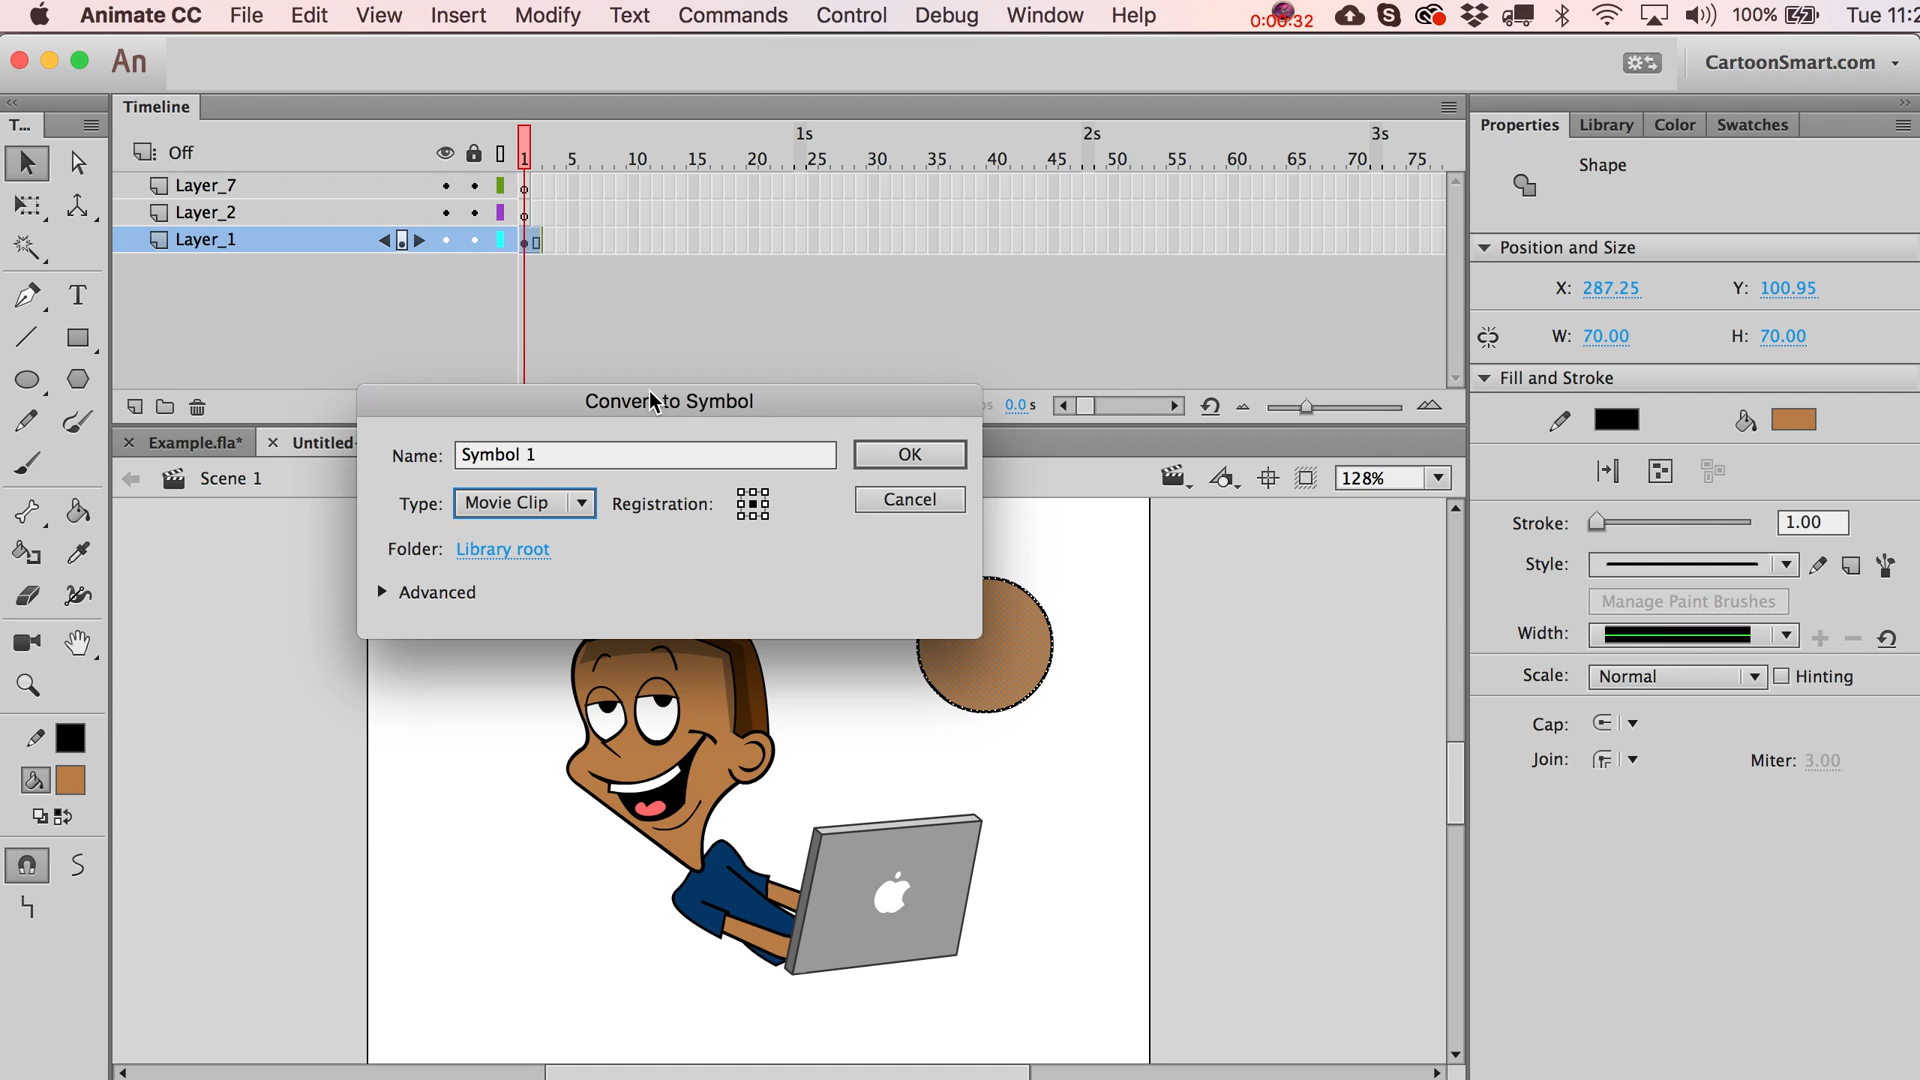 Animate CC File Edit View Insert Modify Text Commands Control Debug Window Help 0:00:32 100% Tue 11:2
An CartoonSmart.com
Timeline
T...
Properties Library Color Swatches
1s 2s 3s
Off
1 5 10 15 20 25 30 35 40 45 50 55 60 65 70 75
Shape
Layer_7
Layer_2
Layer_1
Position and Size
X: 287.25 Y: 100.95
W: 70.00 H: 70.00
Fill and Stroke
Convert to Symbol
0.0 s
Example.fla* Untitled-
Name: Symbol 1 OK
Scene 1
128%
Type: Movie Clip Registration: Cancel
Folder: Library root
Advanced
Stroke: 1.00
Style:
Manage Paint Brushes
Width:
Scale: Normal Hinting
Cap:
Join: Miter: 3.00